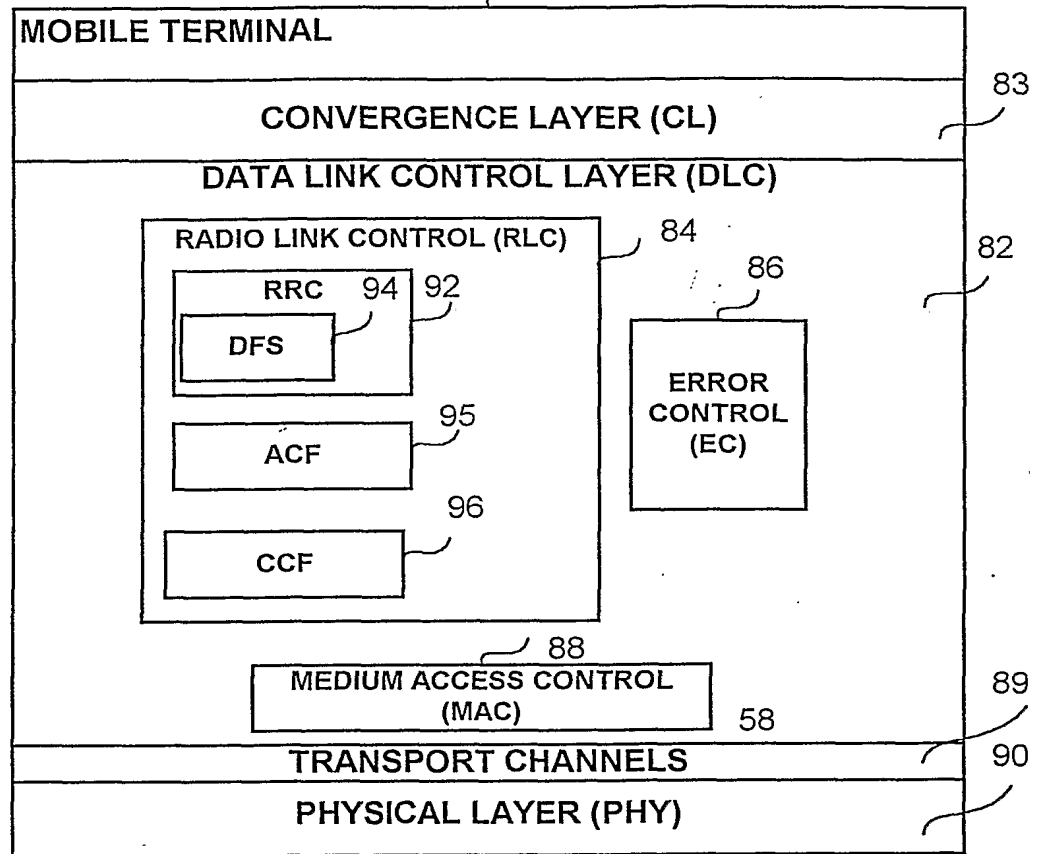 MOBILE TERMINAL
83
CONVERGENCE LAYER (CL)
DATA LINK CONTROL LAYER (DLC)
RADIO LINK CONTROL (RLC)
84
82
RRC
94
92
86
DFS
ERROR
CONTROL
(EC)
95
ACF
96
CCF
88
MEDIUM ACCESS CONTROL
(MAC)
58
89
TRANSPORT CHANNELS
90
PHYSICAL LAYER (PHY)